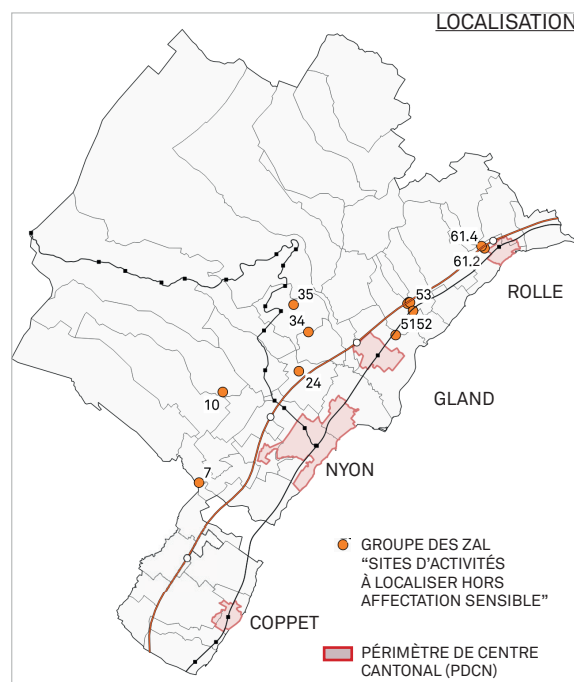 LOCALISATION
61.4
61.2
ROLLE
53
35
34
5152
24
GLAND
10
NYON
7
GROUPE DES ZAL
“SITES D’ACTIVITÉS
À LOCALISER HORS
AFFECTATION SENSIBLE”
COPPET
PÉRIMÈTRE DE CENTRE
CANTONAL (PDCN)